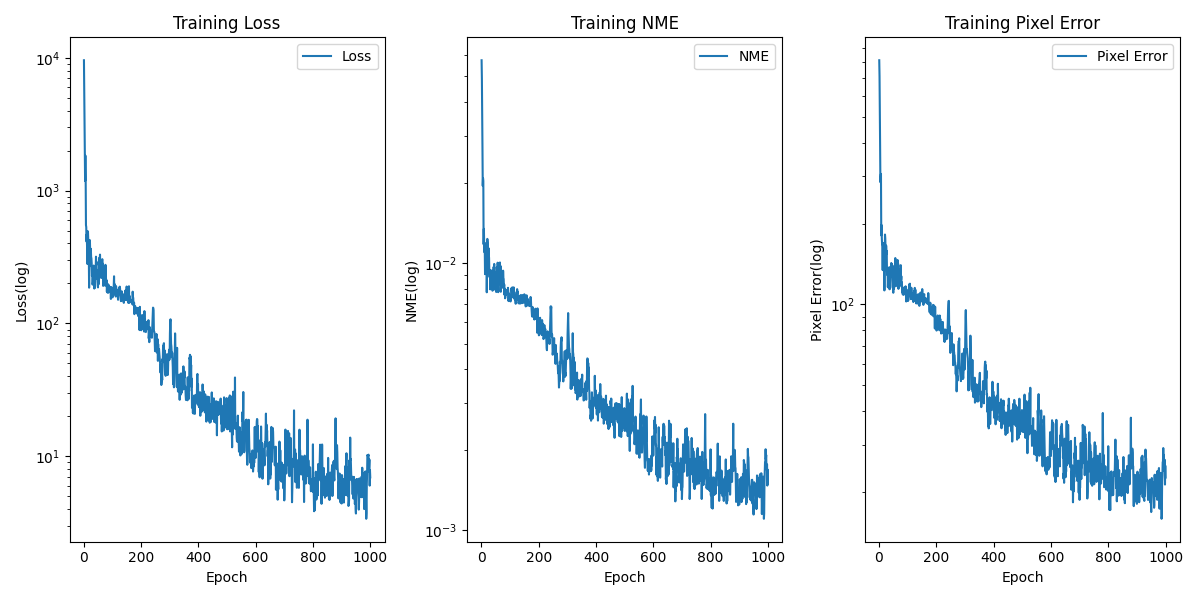 Training Loss
Loss
10^4
10^3
10^2
10^1
Loss(log)
0 200 400 600 800 1000
Epoch
Training NME
NME
10^-2
10^-3
NME(log)
0 200 400 600 800 1000
Epoch
Training Pixel Error
Pixel Error
10^2
Pixel Error(log)
0 200 400 600 800 1000
Epoch